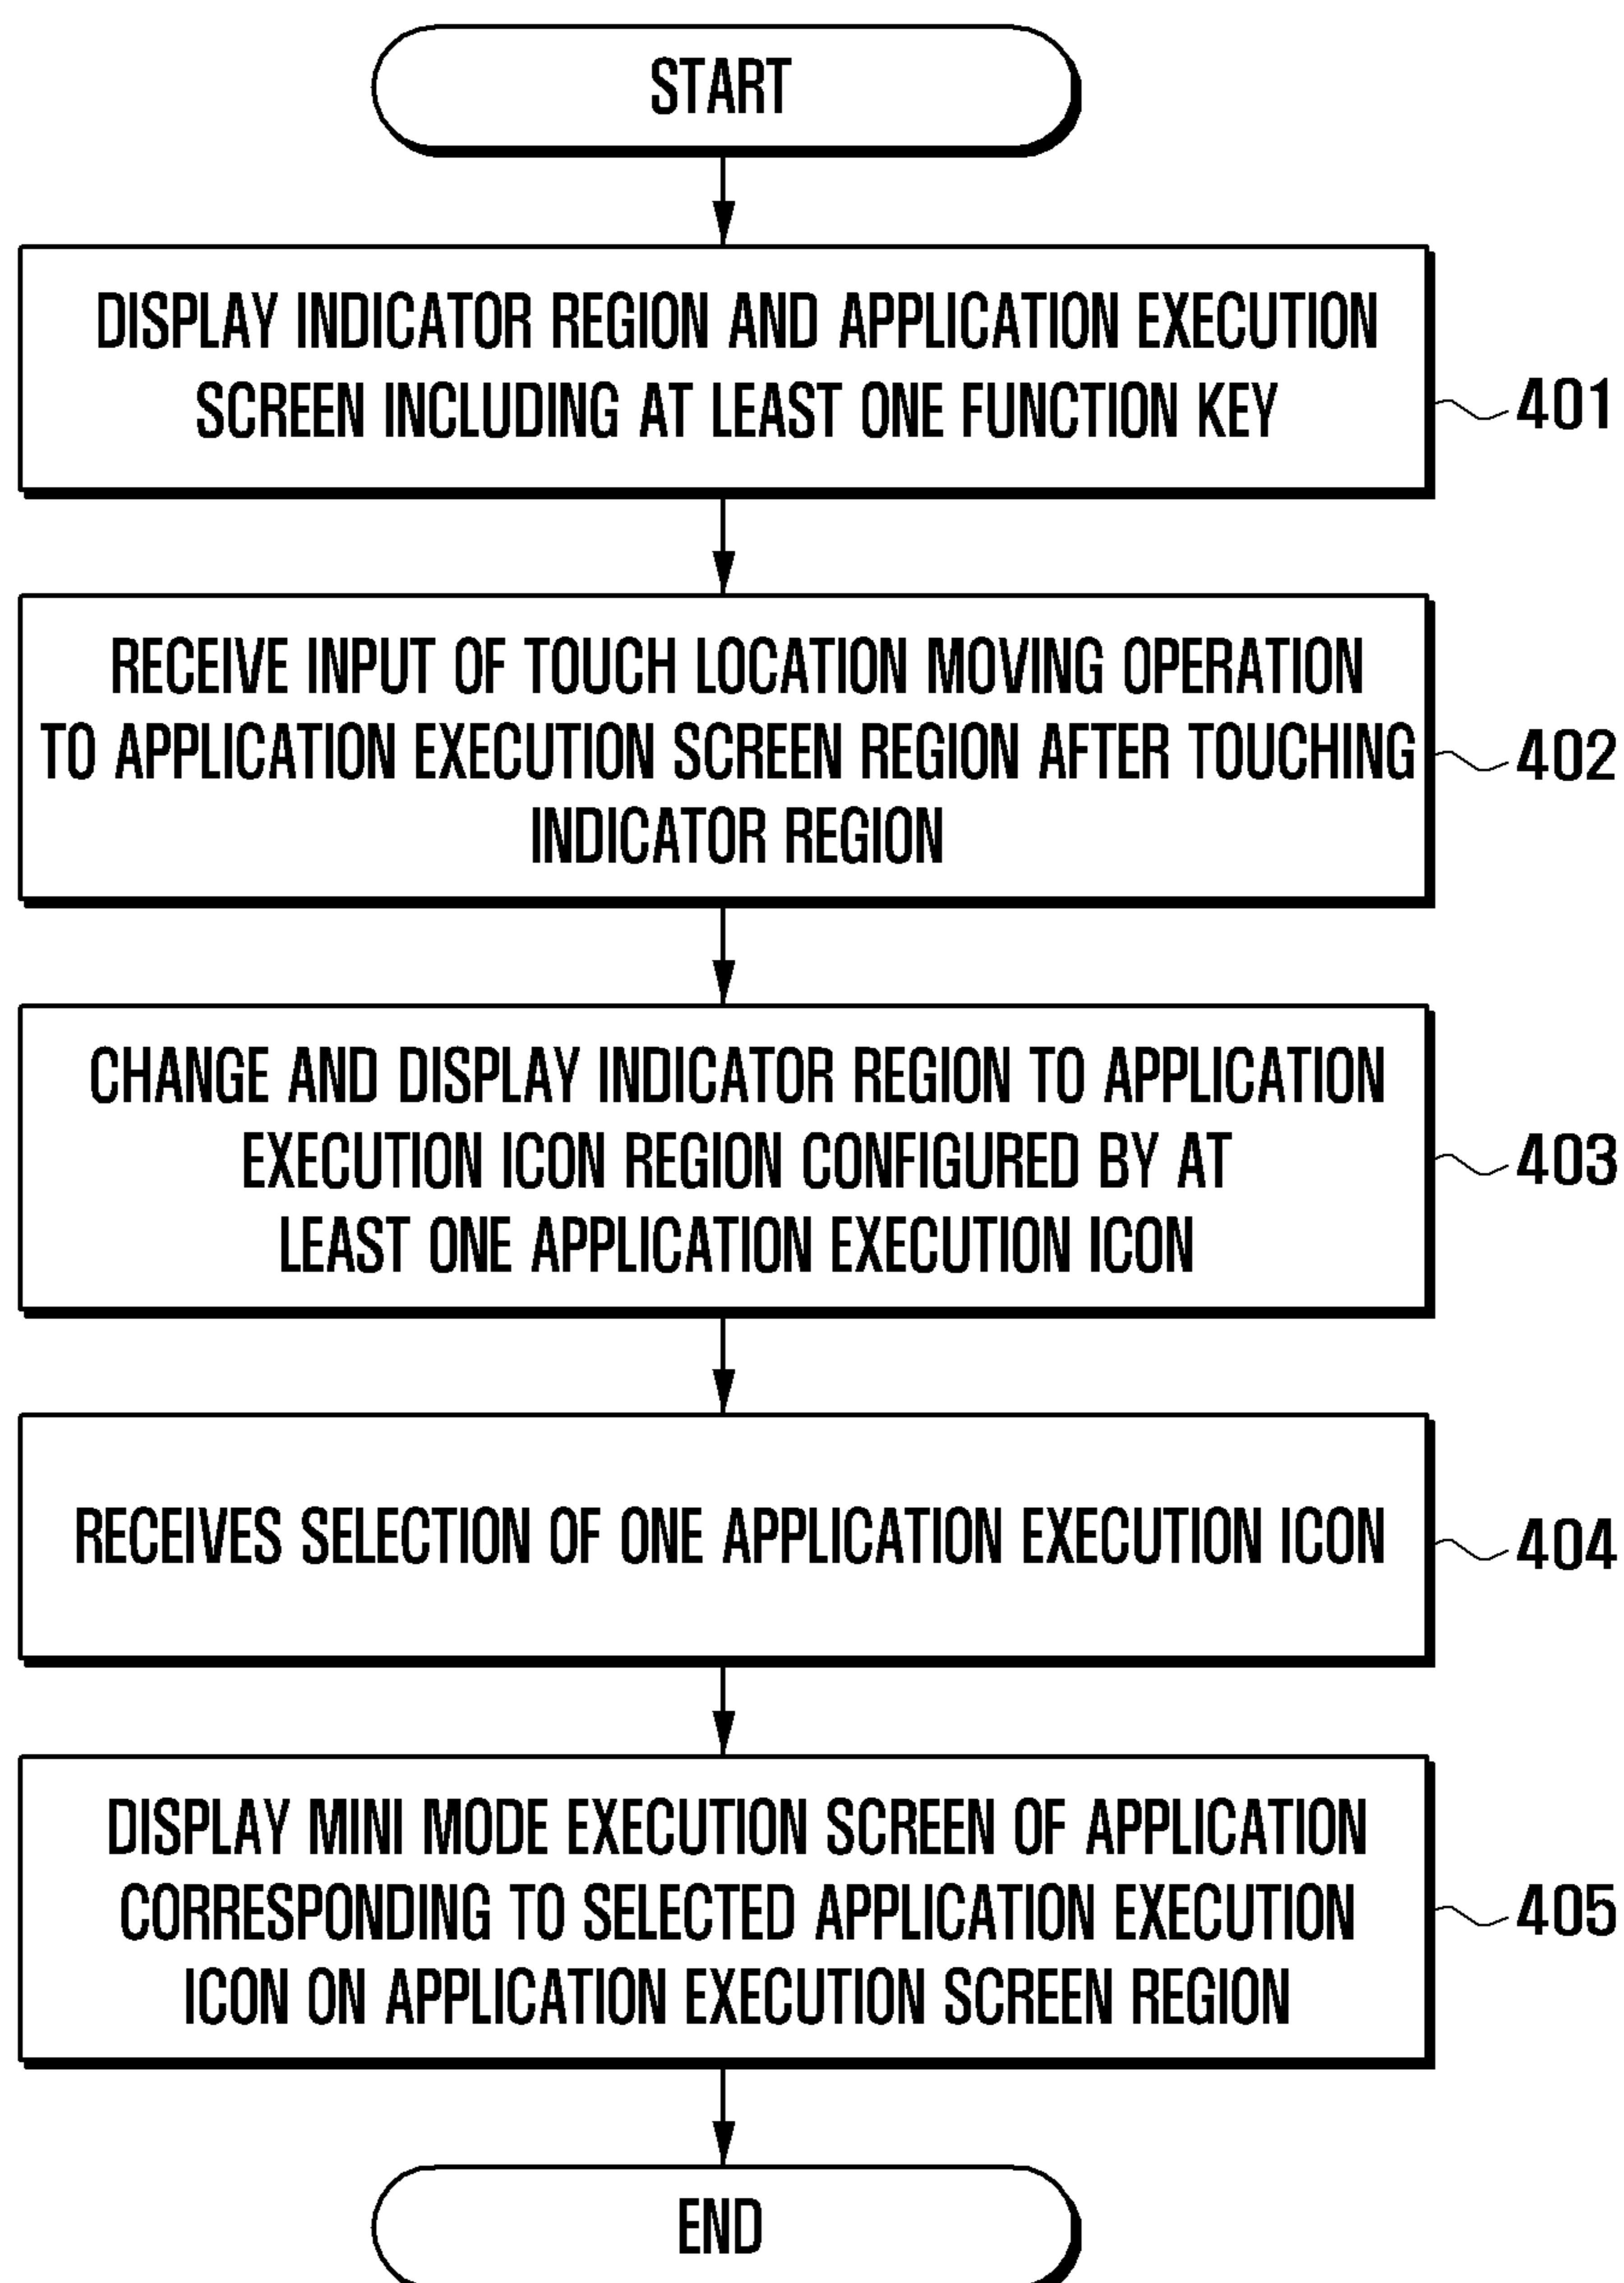 START
DISPLAY INDICATOR REGION AND APPLICATION EXECUTION
SCREEN INCLUDING AT LEAST ONE FUNCTION KEY
401
RECEIVE INPUT OF TOUCH LOCATION MOVING OPERATION
TO APPLICATION EXECUTION SCREEN REGION AFTER TOUCHING
INDICATOR REGION
402
CHANGE AND DISPLAY INDICATOR REGION TO APPLICATION
EXECUTION ICON REGION CONFIGURED BY AT
LEAST ONE APPLICATION EXECUTION ICON
403
RECEIVES SELECTION OF ONE APPLICATION EXECUTION ICON
404
DISPLAY MINI MODE EXECUTION SCREEN OF APPLICATION
CORRESPONDING TO SELECTED APPLICATION EXECUTION
ICON ON APPLICATION EXECUTION SCREEN REGION
405
END